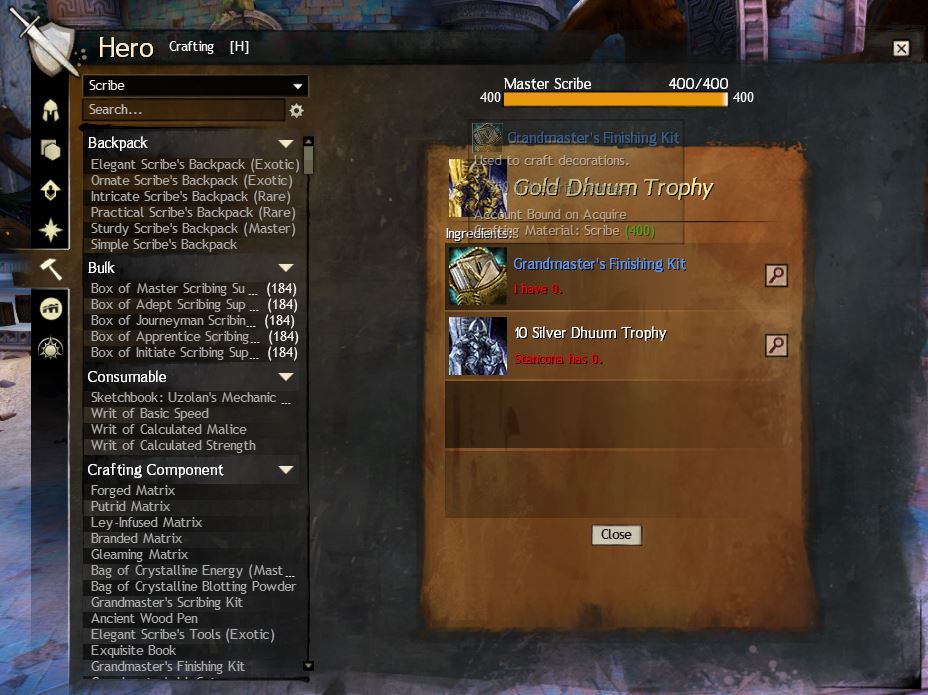 Hero Crafting [H]
Scribe
Search...
Backpack
Elegant Scribe's Backpack (Exotic)
Ornate Scribe's Backpack (Exotic)
Intricate Scribe's Backpack (Rare)
Practical Scribe's Backpack (Rare)
Sturdy Scribe's Backpack (Master)
Simple Scribe's Backpack
Bulk
Box of Master Scribing Su... (184)
Box of Adept Scribing Sup... (184)
Box of Journeyman Scribin... (184)
Box of Apprentice Scribing... (184)
Box of Initiate Scribing Sup... (184)
Consumable
Sketchbook: Uzolan's Mechanic ...
Writ of Basic Speed
Writ of Calculated Malice
Writ of Calculated Strength
Crafting Component
Forged Matrix
Putrid Matrix
Ley-Infused Matrix
Branded Matrix
Gleaming Matrix
Bag of Crystalline Energy (Mast...
Bag of Crystalline Blotting Powder
Grandmaster's Scribing Kit
Ancient Wood Pen
Elegant Scribe's Tools (Exotic)
Exquisite Book
Grandmaster's Finishing Kit
Master Scribe 400/400
400 400
Grandmaster's Finishing Kit
Used to craft decorations.
Gold Dhuum Trophy
Account Bound on Acquire
Crafting Material: Scribe (400)
Ingredients:
Grandmaster's Finishing Kit
I have 0.
10 Silver Dhuum Trophy
Stancona has 0.
Close